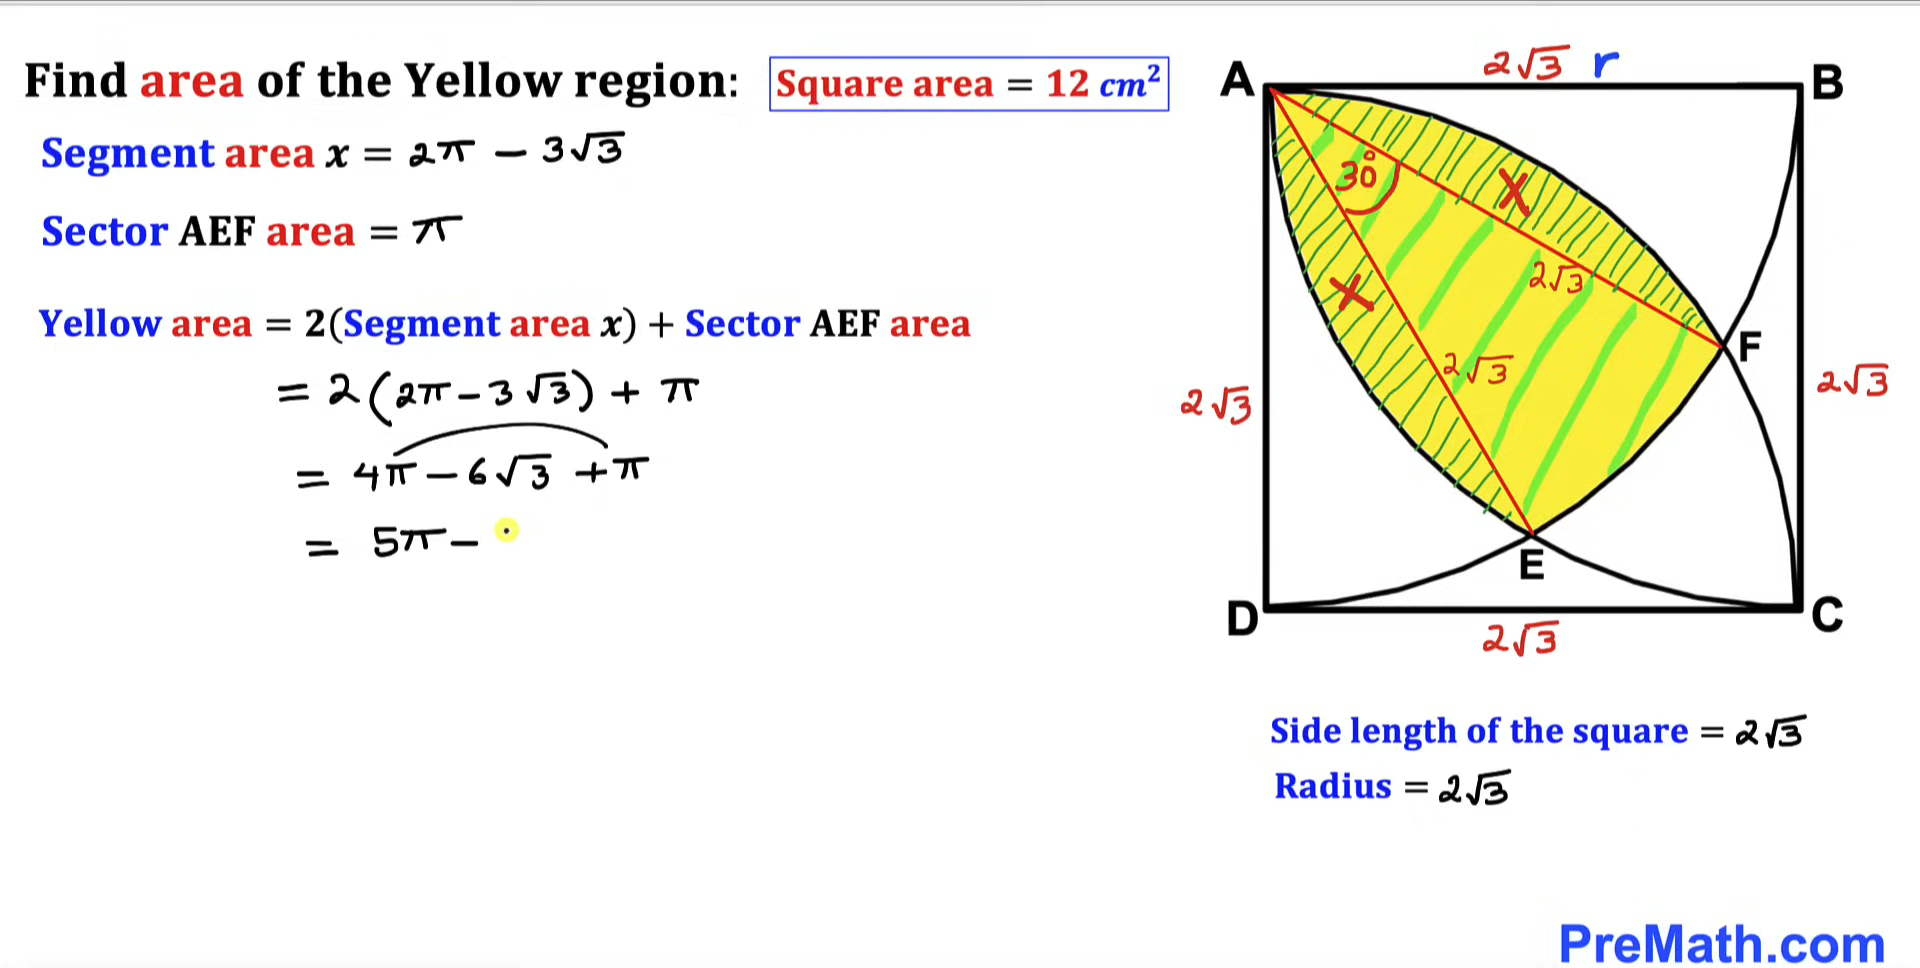 Find area of the Yellow region: Square area = 12 cm²
Segment area x = 2π − 3√3
Sector AEF area = π
Yellow area = 2(Segment area x) + Sector AEF area
= 2(2π − 3√3) + π
= 4π − 6√3 + π
= 5π −
2√3 r
A
B
30°
X
X
2√3
2√3
F
2√3
2√3
E
D
C
2√3
Side length of the square = 2√3
Radius = 2√3
PreMath.com